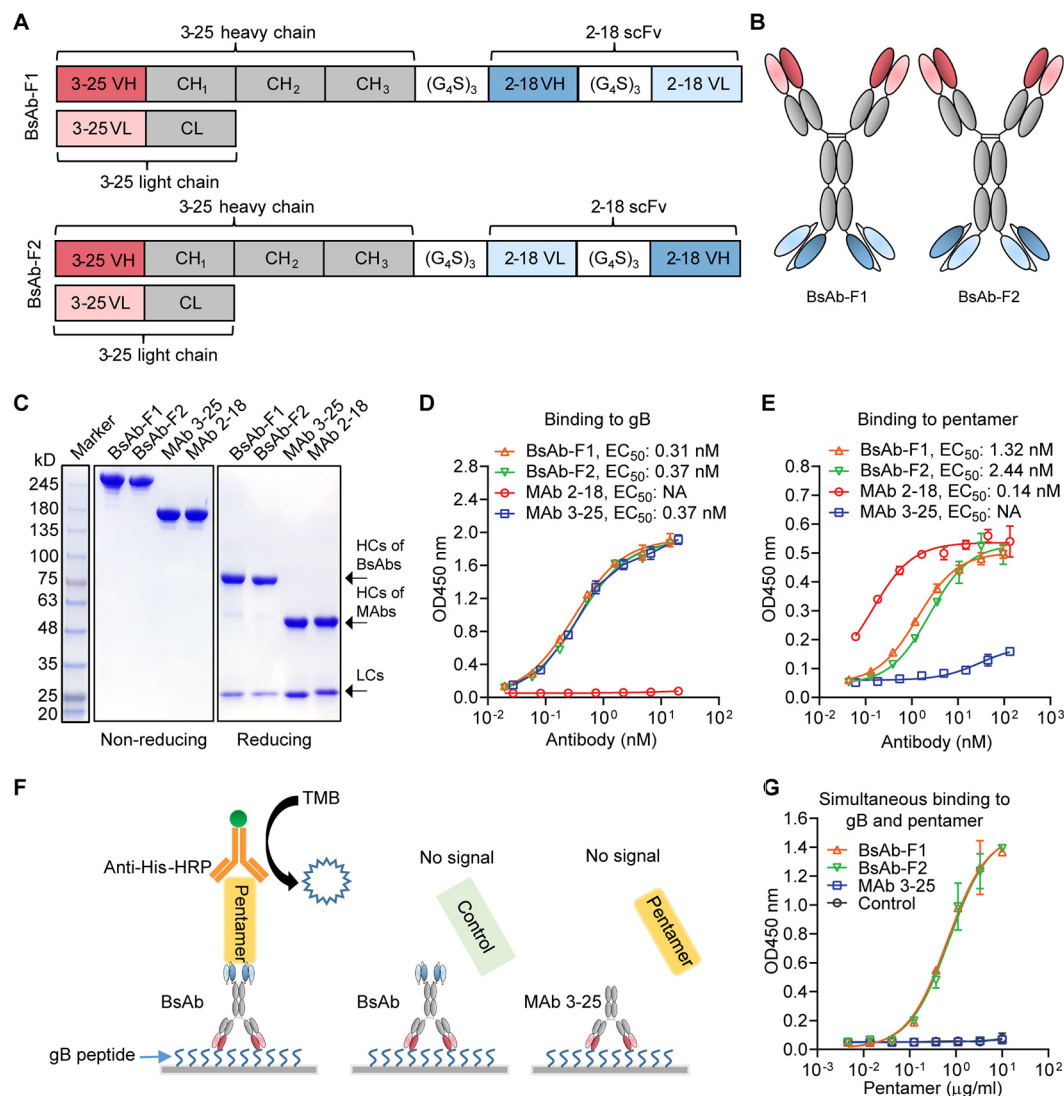 A
3-25 heavy chain
2-18 scFv
BsAb-F1
3-25 VH
CH1
CH2
CH3
(G4S)3
2-18 VH
(G4S)3
2-18 VL
3-25 VL
CL
3-25 light chain
3-25 heavy chain
2-18 scFv
BsAb-F2
3-25 VH
CH1
CH2
CH3
(G4S)3
2-18 VL
(G4S)3
2-18 VH
3-25 VL
CL
3-25 light chain
B
BsAb-F1
BsAb-F2
C
Marker
BsAb-F1
BsAb-F2
MAb 3-25
MAb 2-18
BsAb-F1
BsAb-F2
MAb 3-25
MAb 2-18
kD
245
180
135
100
75
63
48
35
25
20
HCs of
BsAbs
HCs of
MAbs
LCs
Non-reducing
Reducing
D
Binding to gB
BsAb-F1, EC50: 0.31 nM
BsAb-F2, EC50: 0.37 nM
MAb 2-18, EC50: NA
MAb 3-25, EC50: 0.37 nM
OD450 nm
2.8
2.4
2.0
1.6
1.2
0.8
0.4
0.0
10-2
10-1
100
101
102
Antibody (nM)
E
Binding to pentamer
BsAb-F1, EC50: 1.32 nM
BsAb-F2, EC50: 2.44 nM
MAb 2-18, EC50: 0.14 nM
MAb 3-25, EC50: NA
OD450 nm
0.8
0.7
0.6
0.5
0.4
0.3
0.2
0.1
0.0
10-2
10-1
100
101
102
103
Antibody (nM)
F
TMB
Anti-His-HRP
Pentamer
BsAb
gB peptide
No signal
Control
BsAb
No signal
Pentamer
MAb 3-25
G
Simultaneous binding to
gB and pentamer
BsAb-F1
BsAb-F2
MAb 3-25
Control
OD450 nm
1.6
1.4
1.2
1.0
0.8
0.6
0.4
0.2
0.0
10-3
10-2
10-1
100
101
102
Pentamer (μg/ml)